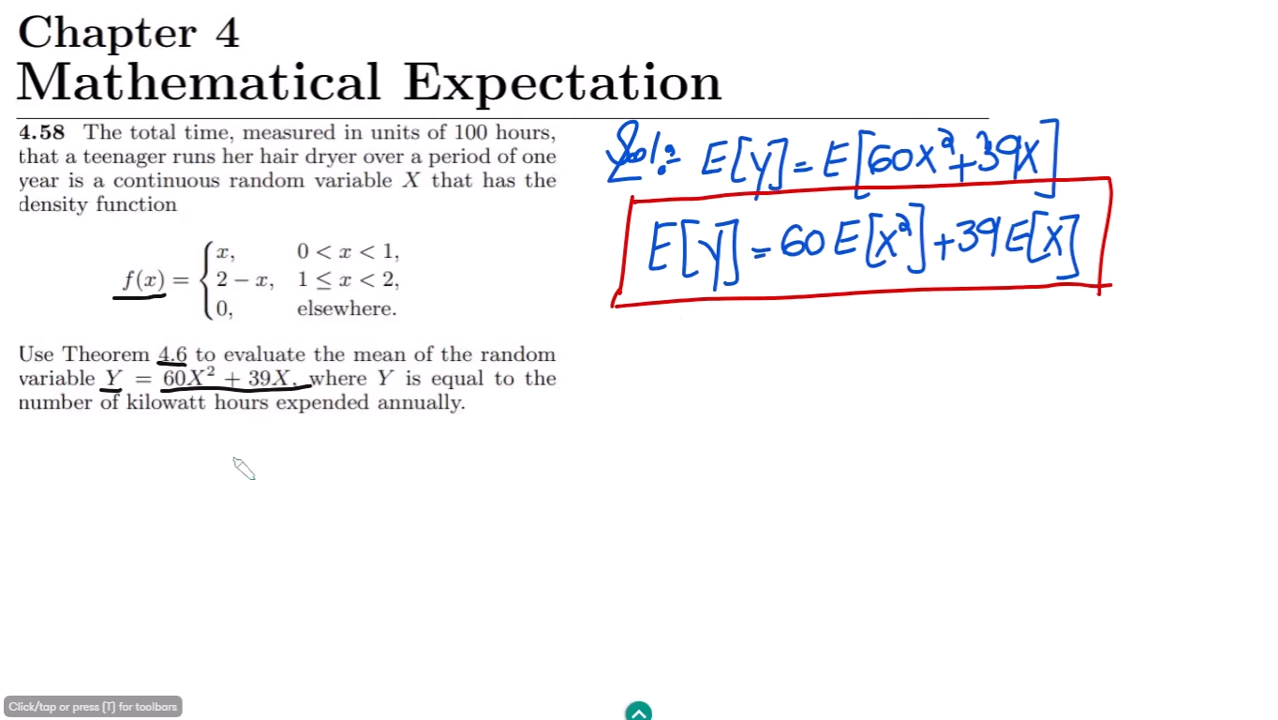 Chapter 4
Mathematical Expectation
4.58 The total time, measured in units of 100 hours,
that a teenager runs her hair dryer over a period of one
year is a continuous random variable X that has the
density function
f(x) = { x, 0 < x < 1,
2 − x, 1 ≤ x < 2,
0, elsewhere.
Use Theorem 4.6 to evaluate the mean of the random
variable Y = 60X² + 39X, where Y is equal to the
number of kilowatt hours expended annually.
Sol:= E[Y] = E[60X² + 39X]
E[Y] = 60 E[X²] + 39 E[X]
Click/tap or press [T] for toolbars